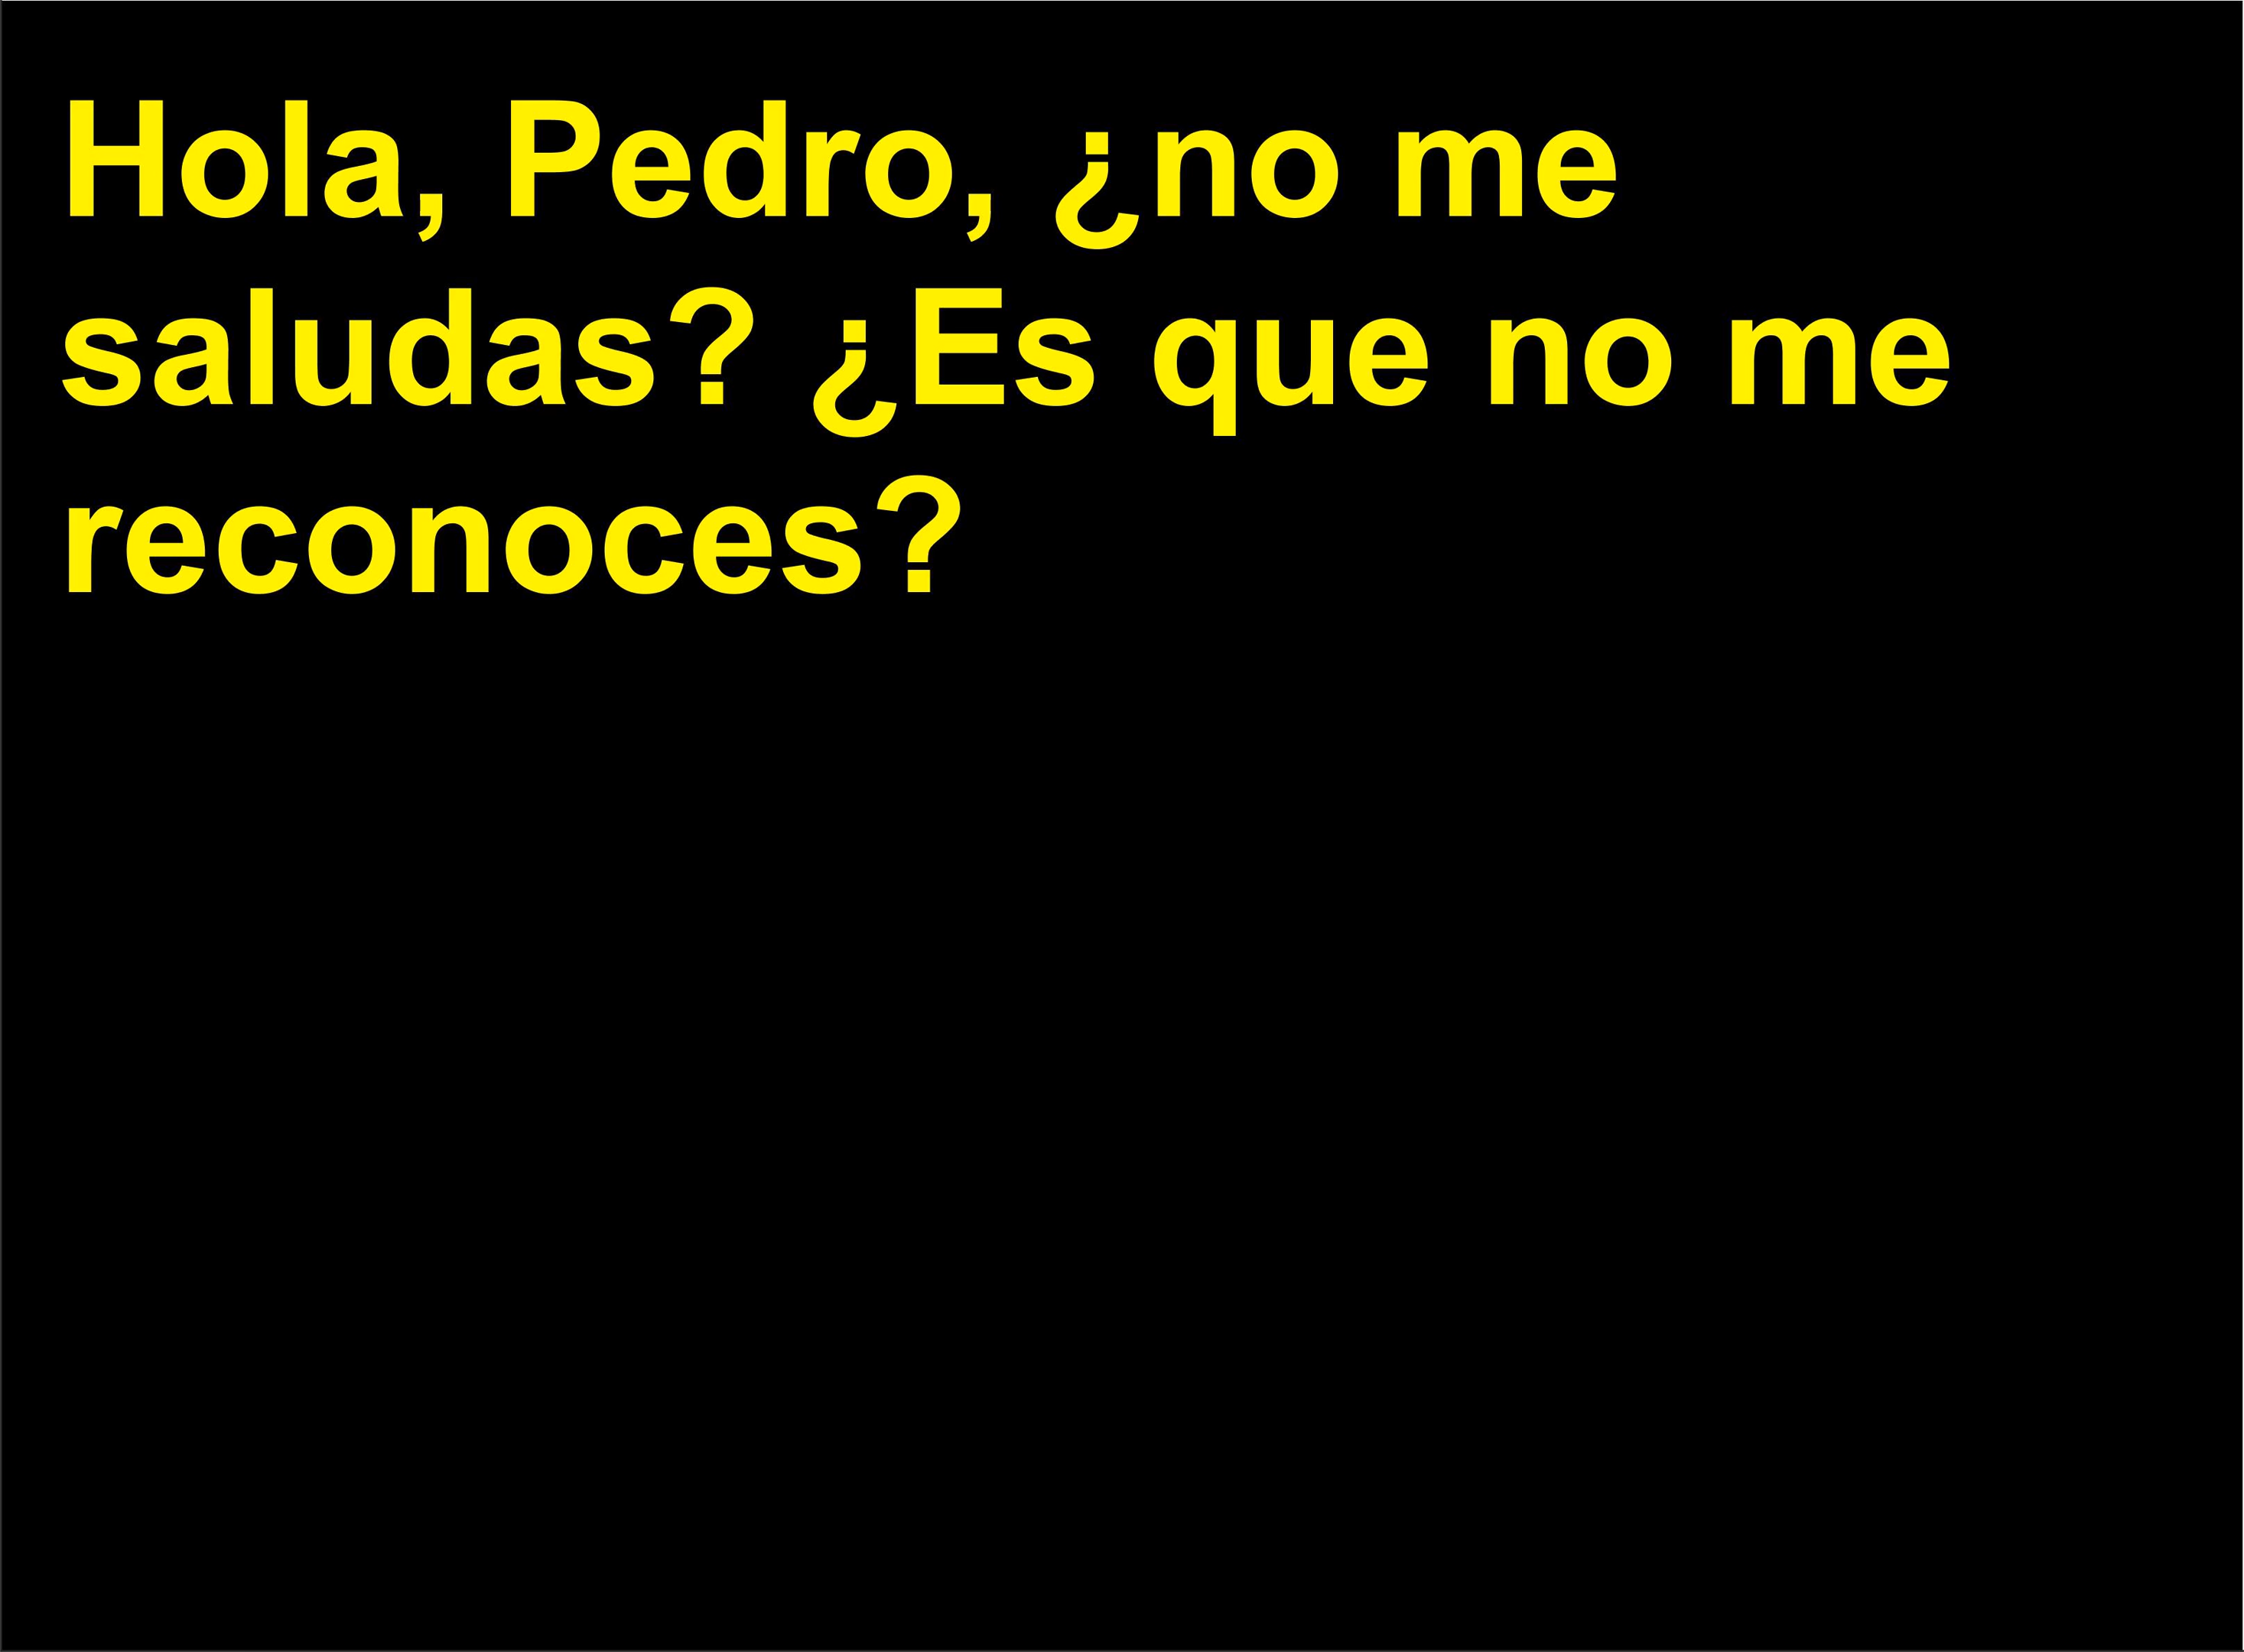 Hola, Pedro, ¿no me
saludas? ¿Es que no me
reconoces?